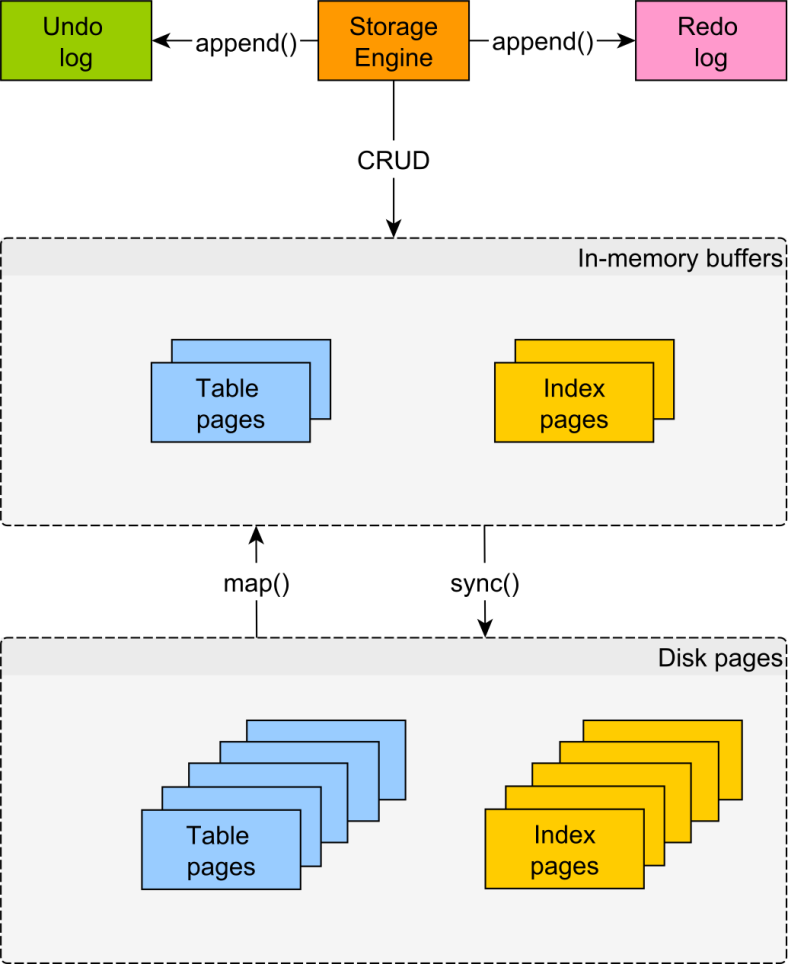 Undo
log
append()
Storage
Engine
append()
Redo
log
CRUD
In-memory buffers
Table
pages
Index
pages
map()
sync()
Disk pages
Table
pages
Index
pages